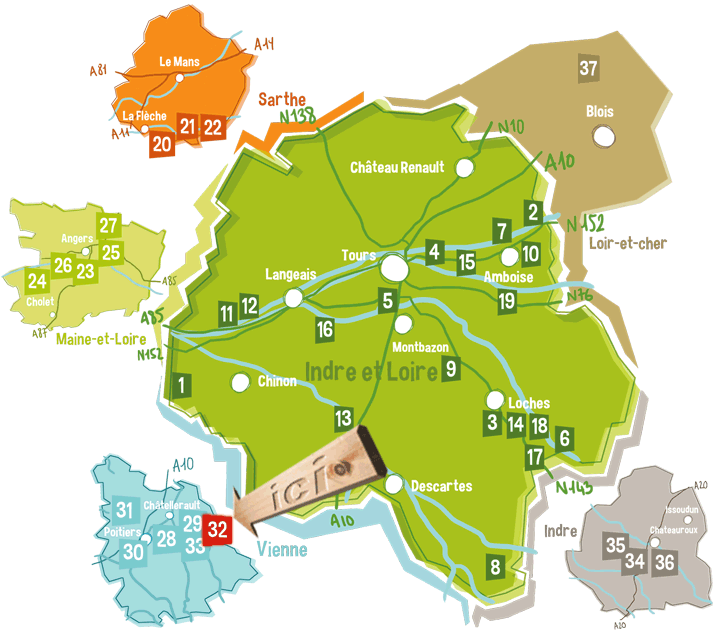 A14
A81
Le Mans
La Flèche
A11
20
21
22
Sarthe
N138
37
Blois
Loir-et-cher
N10
A10
Château Renault
N152
2
7
4
15
10
Amboise
Tours
19
N76
Langeais
11
12
16
5
Montbazon
A85
N152
Indre et Loire
9
1
Chinon
13
Loches
3
14
18
6
17
N143
ici
Descartes
A10
8
27
Angers
25
26
23
24
Cholet
A85
A87
Maine-et-Loire
A10
31
Châtellerault
Poitiers
29
32
28
30
33
Vienne
Indre
A20
Issoudun
Chateauroux
35
34
36
A20